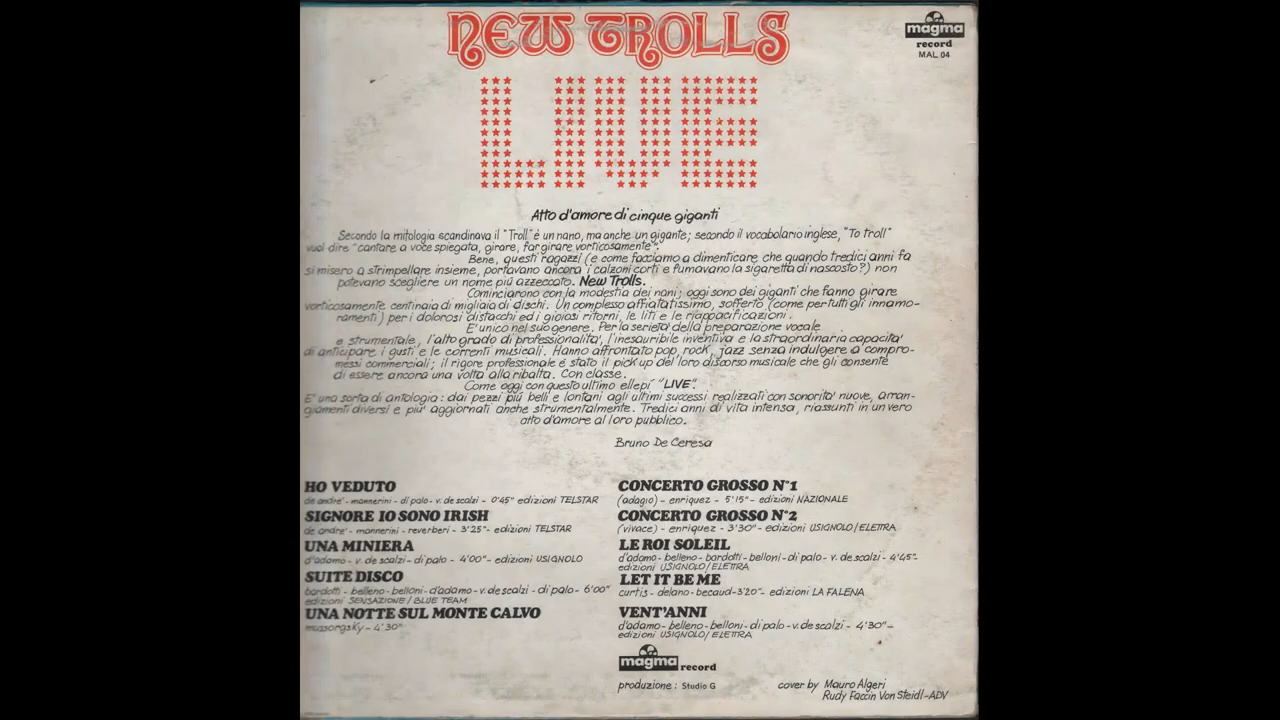 NEW TROLLS
LIVE
magma
record
MAL 04
Atto d'amore di cinque giganti
Secondo la mitologia scandinava il "Troll" è un nano, ma anche un gigante; secondo il vocabolario inglese, "To troll"
vuol dire "cantare a voce spiegata, girare, far girare vorticosamente".
Bene, questi ragazzi (e come facciamo a dimenticare che quando tredici anni fa
si misero a strimpellare insieme, portavano ancora i calzoni corti e fumavano la sigaretta di nascosto?) non
potevano scegliere un nome più azzeccato. New Trolls.
Cominciarono con la modestia dei nani; oggi sono dei giganti che fanno girare
vorticosamente centinaia di migliaia di dischi. Un complesso affiatatissimo, sofferto (come per tutti gli innamo-
ramenti) per i dolorosi distacchi ed i gioiosi ritorni, le liti e le riappacificazioni.
E' unico nel suo genere. Per la serieta' della preparazione vocale
e strumentale, l'alto grado di professionalita', l'inesauribile inventiva e la straordinaria capacita'
di anticipare i gusti e le correnti musicali. Hanno affrontato pop, rock, jazz senza indulgere a compro-
messi commerciali; il rigore professionale è stato il pick up del loro discorso musicale che gli consente
di essere ancora una volta alla ribalta. Con classe.
Come oggi con questo ultimo ellepì "LIVE".
E' una sorta di antologia: dai pezzi più belli e lontani agli ultimi successi realizzati con sonorita' nuove, arran-
giamenti diversi e piu' aggiornati anche strumentalmente. Tredici anni di vita intensa, riassunti in un vero
atto d'amore al loro pubblico.
Bruno De Ceresa
HO VEDUTO
de andre' - mannerini - di palo - v. de scalzi - 0'45" edizioni TELSTAR
SIGNORE IO SONO IRISH
de andre' - mannerini - reverberi - 3'25" - edizioni TELSTAR
UNA MINIERA
d'adamo - v. de scalzi - di palo - 4'00" - edizioni USIGNOLO
SUITE DISCO
bardotti - belleno - belloni - d'adamo - v. de scalzi - di palo - 6'00"
edizioni SENSAZIONE / BLUE TEAM
UNA NOTTE SUL MONTE CALVO
mussorgsky - 4'30"
CONCERTO GROSSO N°1
(adagio) - enriquez - 5'15" - edizioni NAZIONALE
CONCERTO GROSSO N°2
(vivace) - enriquez - 3'30" - edizioni USIGNOLO / ELETTRA
LE ROI SOLEIL
d'adamo - belleno - bardotti - belloni - di palo - v. de scalzi - 4'45" -
edizioni USIGNOLO / ELETTRA
LET IT BE ME
curtis - delano - becaud - 3'20" - edizioni LA FALENA
VENT'ANNI
d'adamo - belleno - belloni - di palo - v. de scalzi - 4'30" -
edizioni USIGNOLO / ELETTRA
magma record
produzione: Studio G
cover by Mauro Algeri
Rudy Faccin Von Steidl - ADV